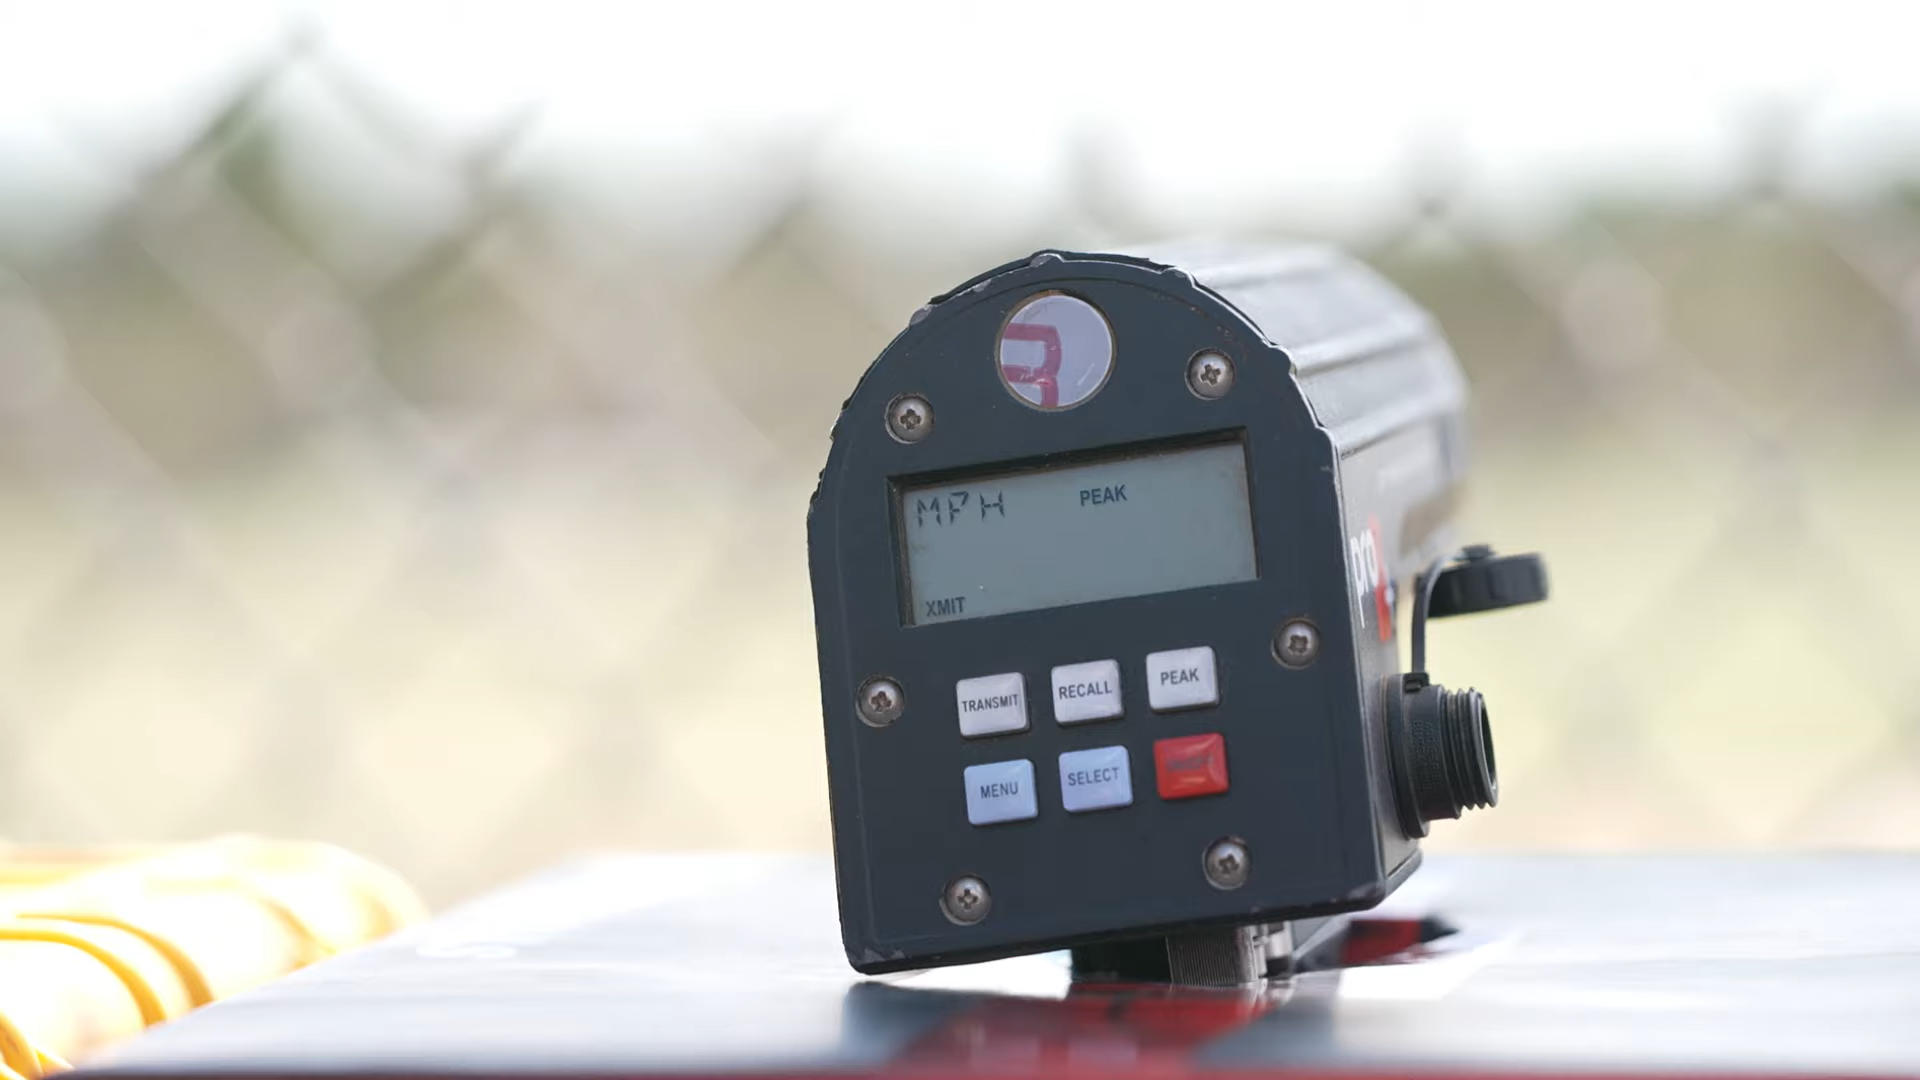 MPH PEAK
XMIT
TRANSMIT RECALL PEAK
MENU SELECT
pro